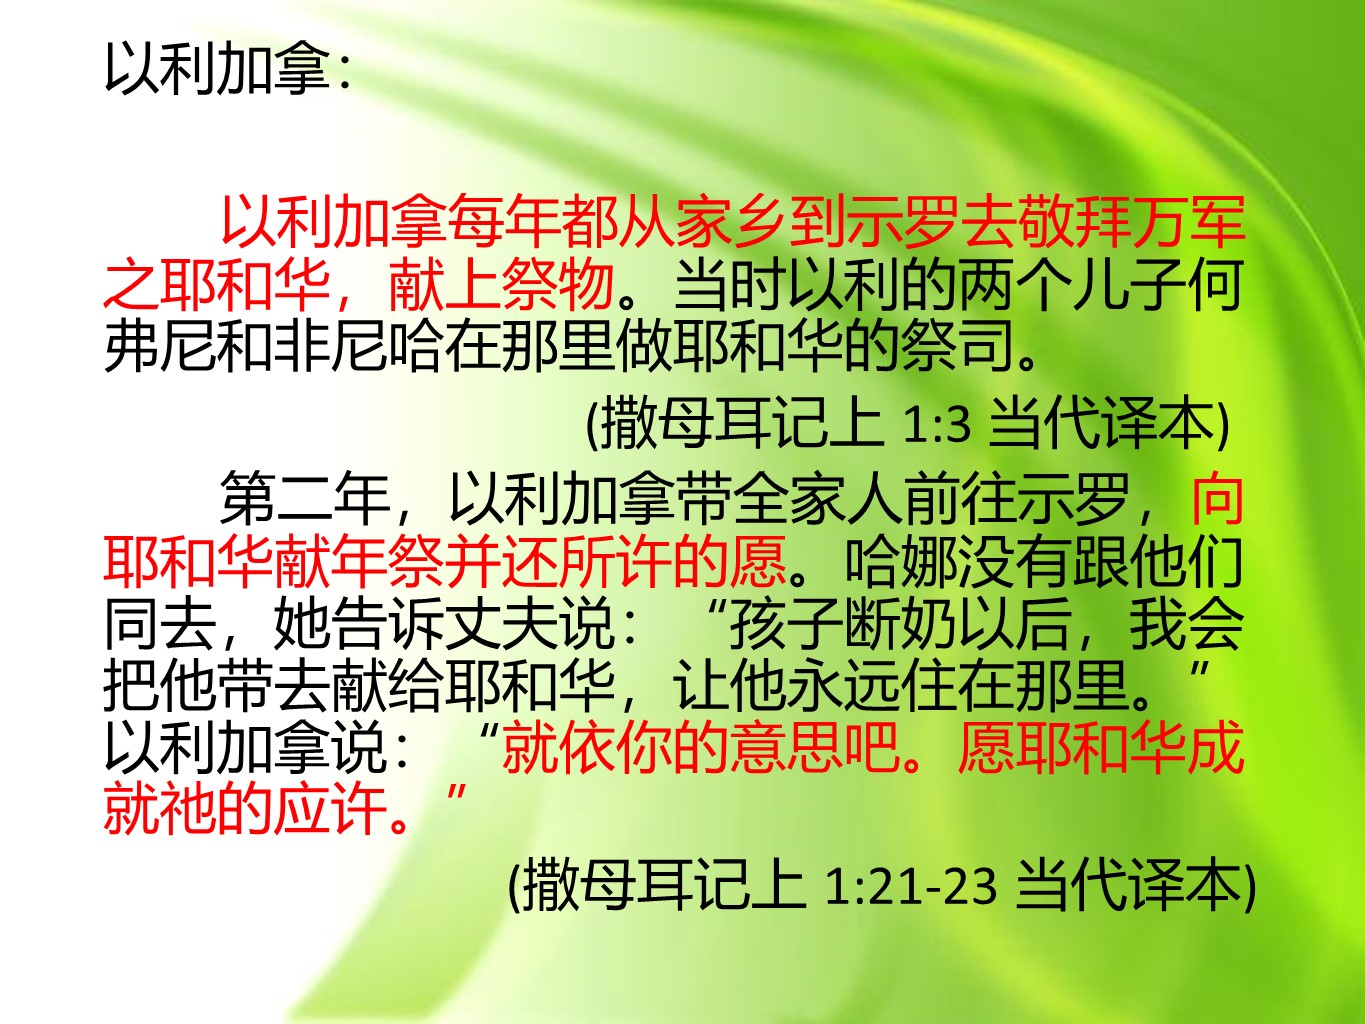 以利加拿：
以利加拿每年都从家乡到示罗去敬拜万军
之耶和华，献上祭物。当时以利的两个儿子何
弗尼和非尼哈在那里做耶和华的祭司。
(撒母耳记上 1:3 当代译本)
第二年，以利加拿带全家人前往示罗，向
耶和华献年祭并还所许的愿。哈娜没有跟他们
同去，她告诉丈夫说：“孩子断奶以后，我会
把他带去献给耶和华，让他永远住在那里。”
以利加拿说：“就依你的意思吧。愿耶和华成
就祂的应许。”
(撒母耳记上 1:21-23 当代译本)